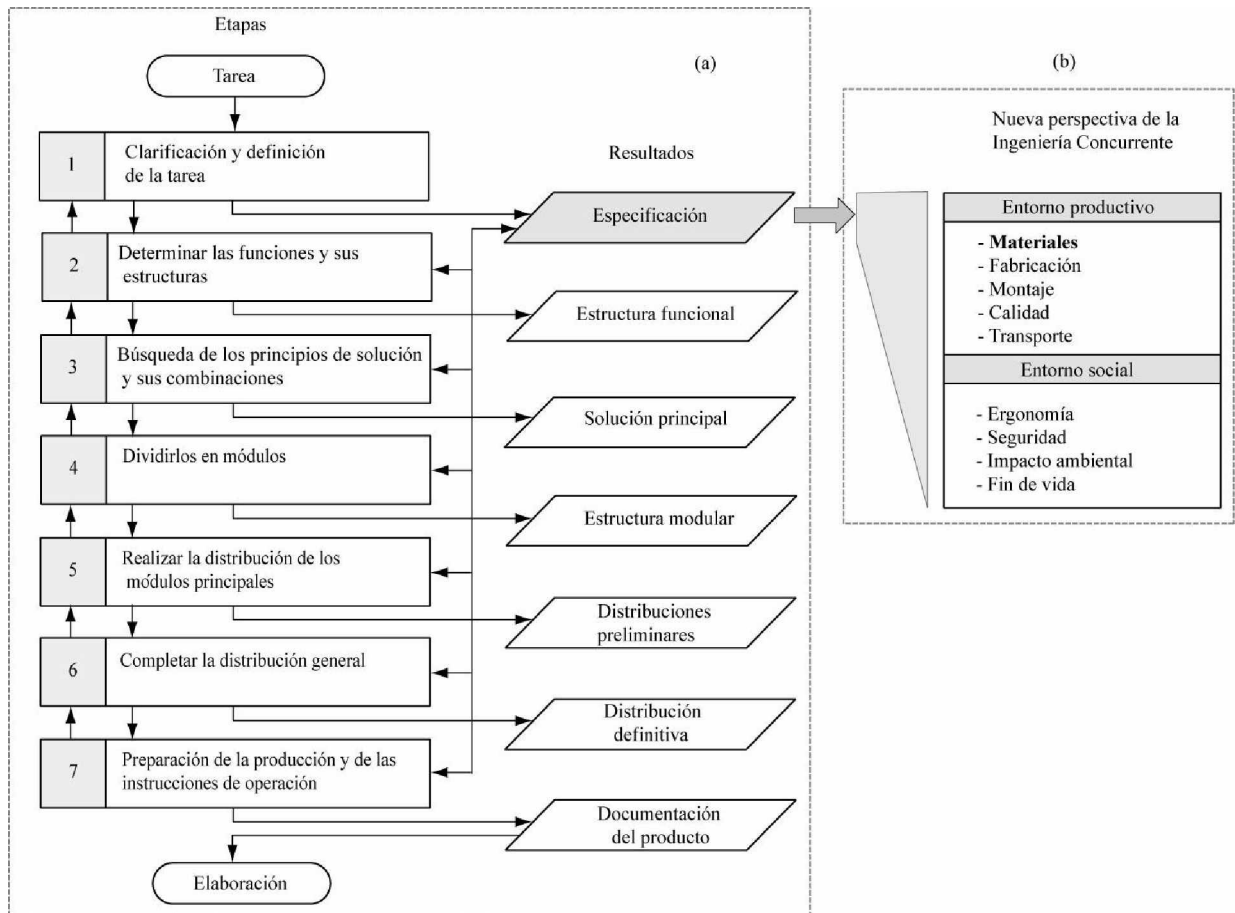 Etapas
(a)
Tarea
1
Clarificación y definición
de la tarea
Resultados
Especificación
2
Determinar las funciones y sus
estructuras
Estructura funcional
3
Búsqueda de los principios de solución
y sus combinaciones
Solución principal
4
Dividirlos en módulos
Estructura modular
5
Realizar la distribución de los
módulos principales
Distribuciones
preliminares
6
Completar la distribución general
Distribución
definitiva
7
Preparación de la producción y de las
instrucciones de operación
Documentación
del producto
Elaboración
(b)
Nueva perspectiva de la
Ingeniería Concurrente
Entorno productivo
- Materiales
- Fabricación
- Montaje
- Calidad
- Transporte
Entorno social
- Ergonomía
- Seguridad
- Impacto ambiental
- Fin de vida